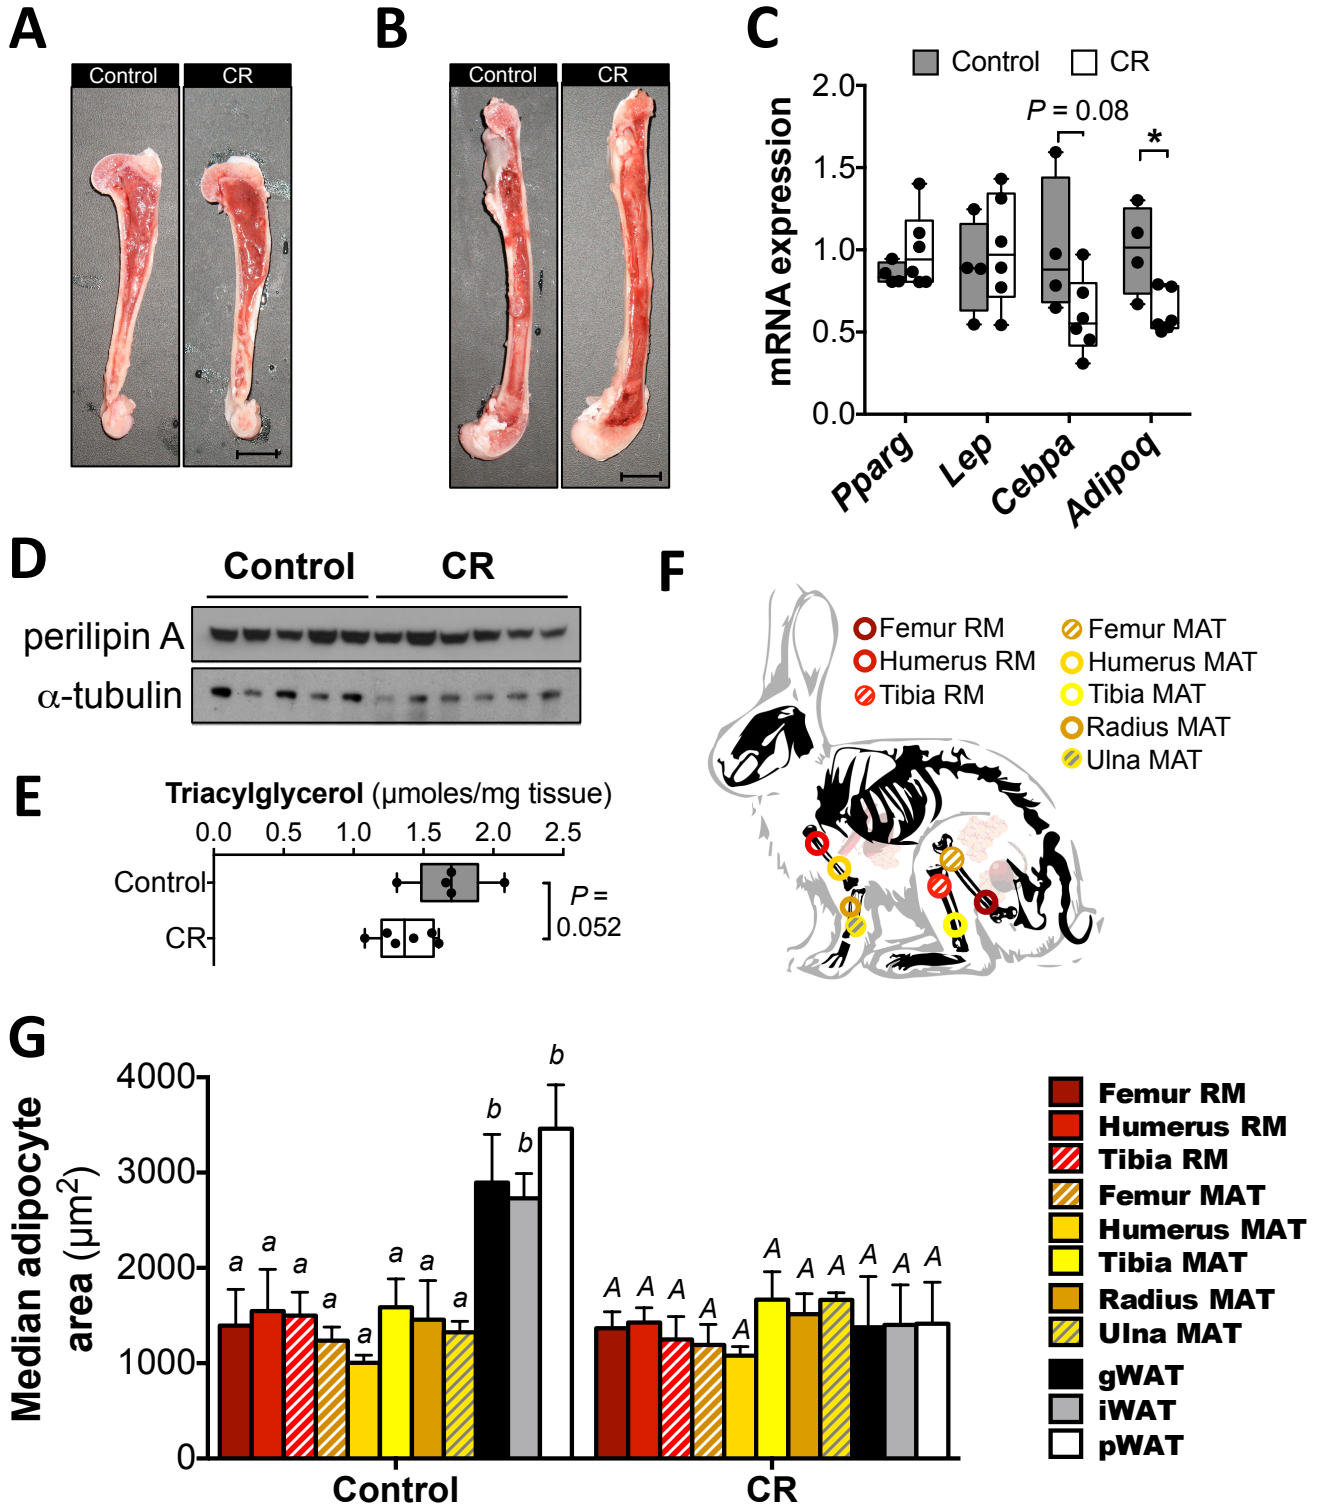 A
Control
CR
B
Control
CR
C
Control
CR
mRNA expression
2.0
1.5
1.0
0.5
0.0
P = 0.08
*
Pparg
Lep
Cebpa
Adipoq
D
Control
CR
perilipin A
α-tubulin
E
Triacylglycerol (μmoles/mg tissue)
0.0 0.5 1.0 1.5 2.0 2.5
Control
CR
P =
0.052
F
Femur RM
Humerus RM
Tibia RM
Femur MAT
Humerus MAT
Tibia MAT
Radius MAT
Ulna MAT
G
Median adipocyte
area (μm²)
4000
3000
2000
1000
0
a a a a a a a a b b b
A A A A A A A A A A A
Control
CR
Femur RM
Humerus RM
Tibia RM
Femur MAT
Humerus MAT
Tibia MAT
Radius MAT
Ulna MAT
gWAT
iWAT
pWAT